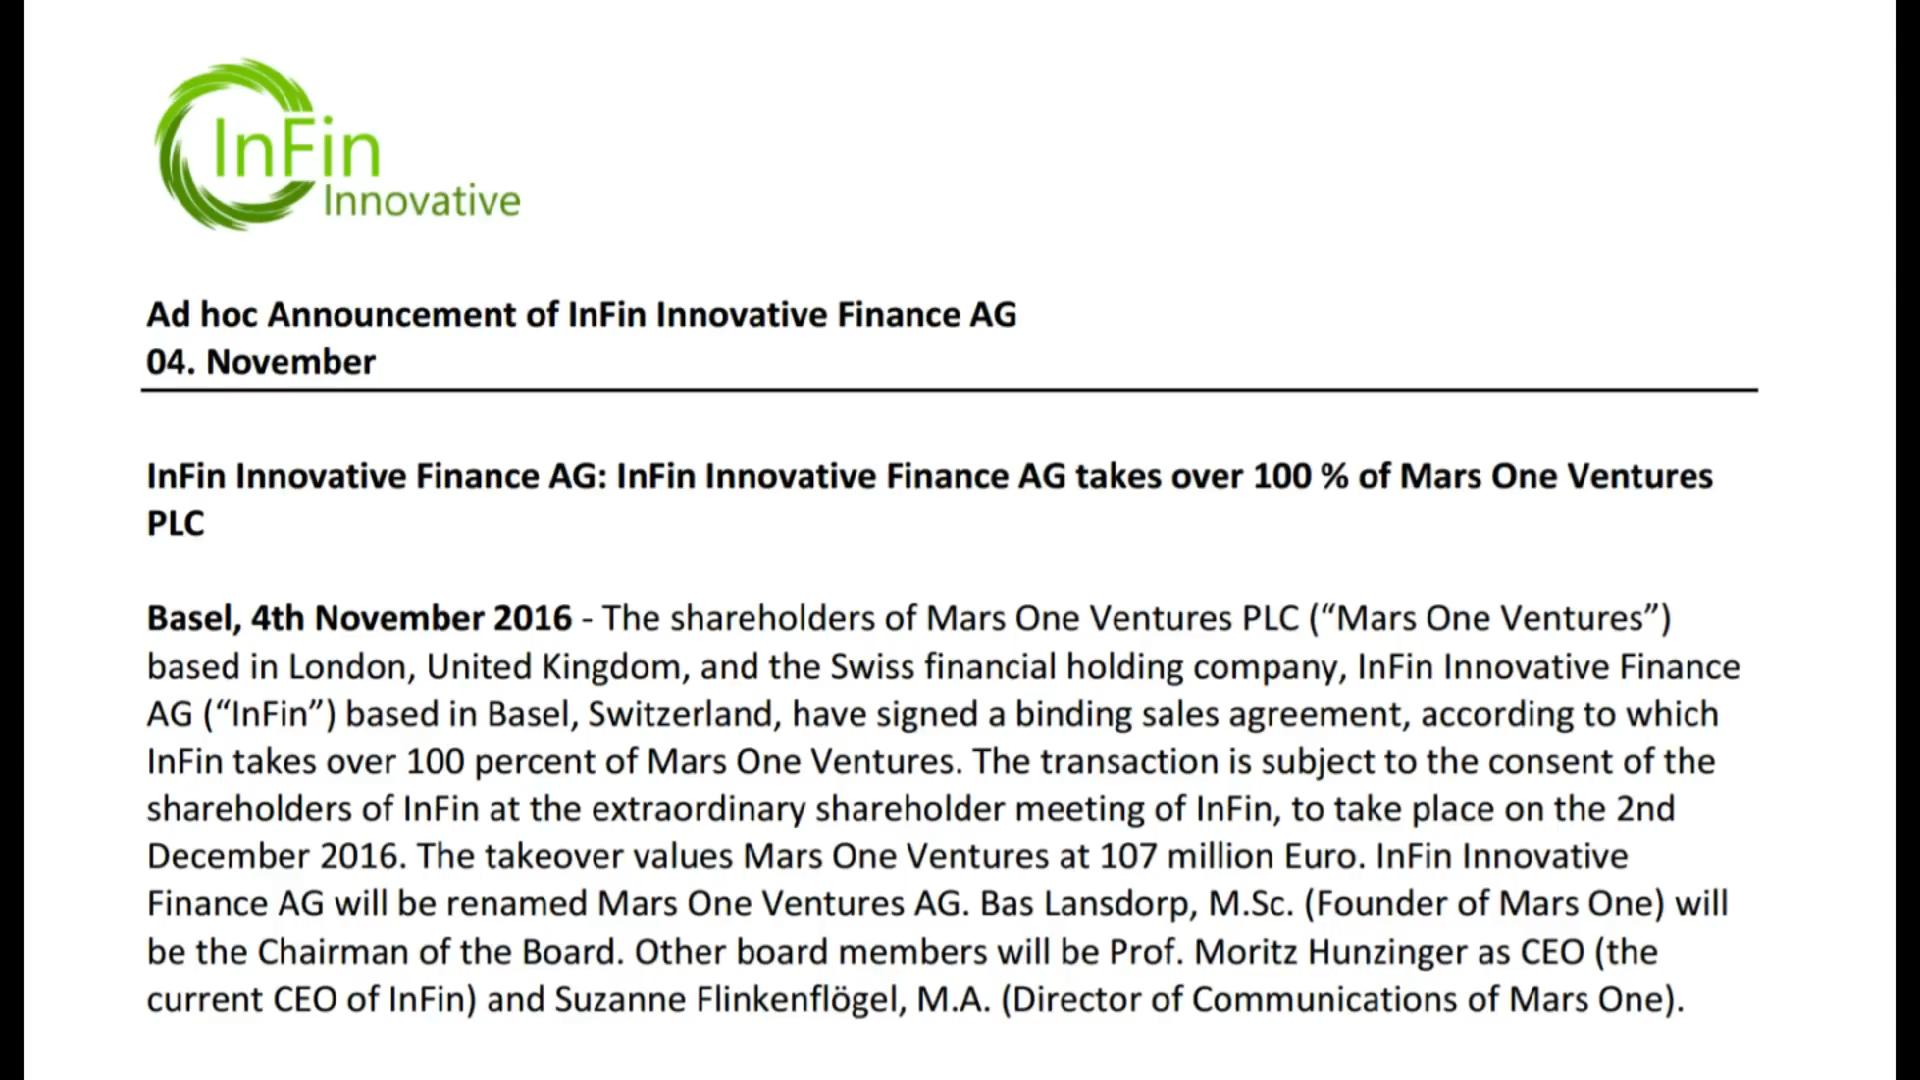 InFin
Innovative
Ad hoc Announcement of InFin Innovative Finance AG
04. November
InFin Innovative Finance AG: InFin Innovative Finance AG takes over 100 % of Mars One Ventures
PLC
Basel, 4th November 2016 - The shareholders of Mars One Ventures PLC (“Mars One Ventures”)
based in London, United Kingdom, and the Swiss financial holding company, InFin Innovative Finance
AG (“InFin”) based in Basel, Switzerland, have signed a binding sales agreement, according to which
InFin takes over 100 percent of Mars One Ventures. The transaction is subject to the consent of the
shareholders of InFin at the extraordinary shareholder meeting of InFin, to take place on the 2nd
December 2016. The takeover values Mars One Ventures at 107 million Euro. InFin Innovative
Finance AG will be renamed Mars One Ventures AG. Bas Lansdorp, M.Sc. (Founder of Mars One) will
be the Chairman of the Board. Other board members will be Prof. Moritz Hunzinger as CEO (the
current CEO of InFin) and Suzanne Flinkenflögel, M.A. (Director of Communications of Mars One).